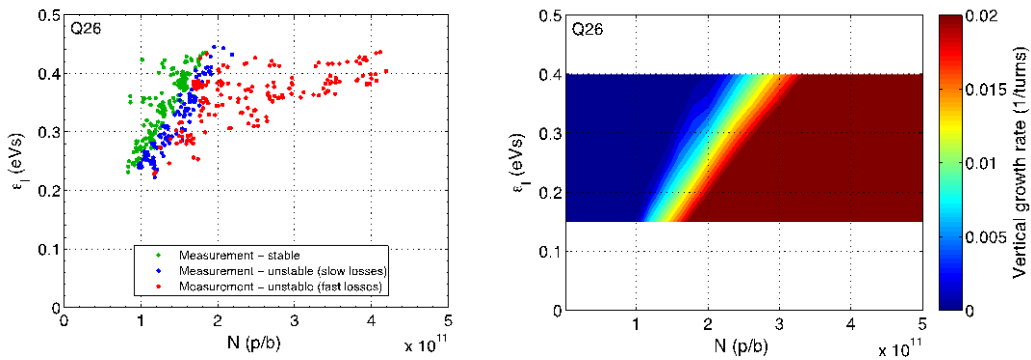 Q26
0.5
0.4
0.3
0.2
0.1
0
ε_l (eVs)
Measurement – stable
Measurement – unstable (slow losses)
Measurement – unstable (fast losses)
0 1 2 3 4 5
N (p/b)
x 10^11
Q26
0.5
0.4
0.3
0.2
0.1
0
ε_l (eVs)
1 2 3 4 5
N (p/b)
x 10^11
0.02
0.015
0.01
0.005
0
Vertical growth rate (1/turns)